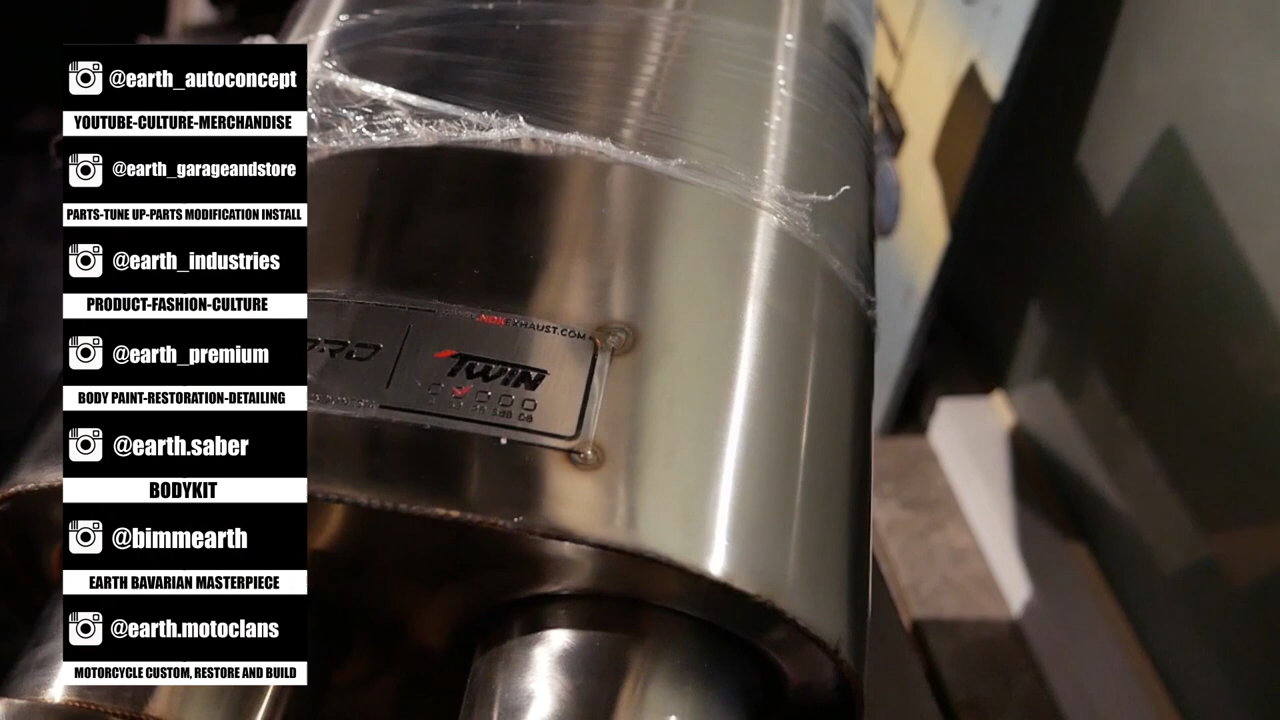 @earth_autoconcept
YOUTUBE-CULTURE-MERCHANDISE
@earth_garageandstore
PARTS-TUNE UP-PARTS MODIFICATION INSTALL
@earth_industries
PRODUCT-FASHION-CULTURE
@earth_premium
BODY PAINT-RESTORATION-DETAILING
@earth.saber
BODYKIT
@bimmearth
EARTH BAVARIAN MASTERPIECE
@earth.motoclans
MOTORCYCLE CUSTOM, RESTORE AND BUILD
PRO
TWIN